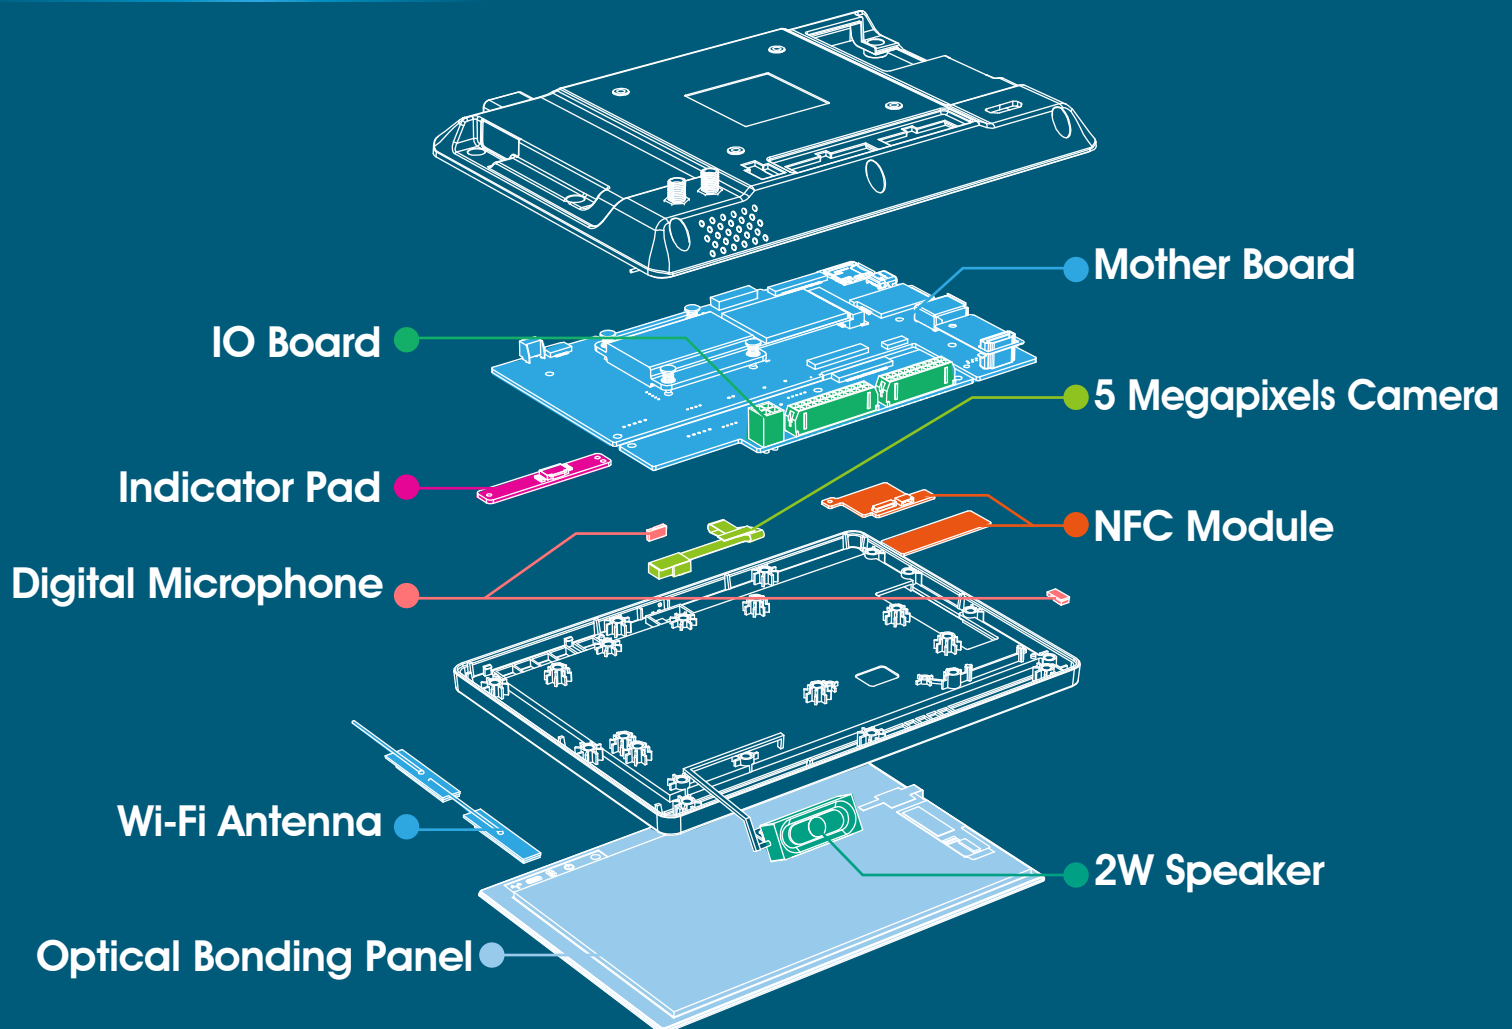 Mother Board
IO Board
5 Megapixels Camera
Indicator Pad
NFC Module
Digital Microphone
Wi-Fi Antenna
2W Speaker
Optical Bonding Panel